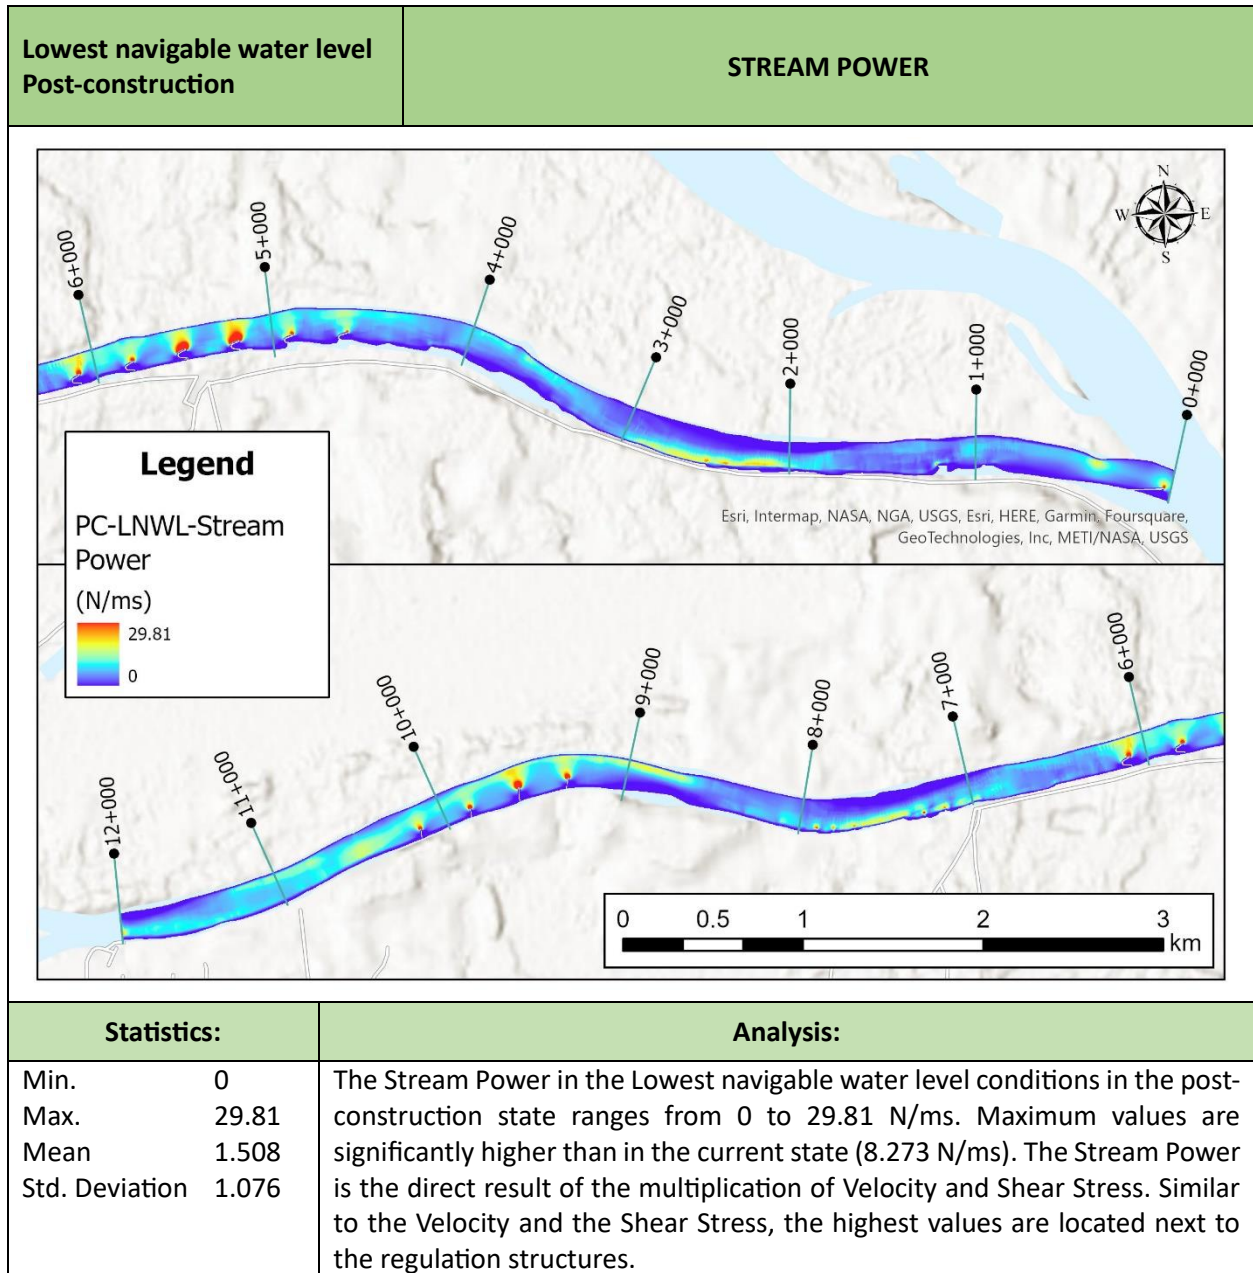 Lowest navigable water level
Post-construction
STREAM POWER
N
W
E
S
6+000
5+000
4+000
3+000
2+000
1+000
0+000
Esri, Intermap, NASA, NGA, USGS, Esri, HERE, Garmin, Foursquare,
GeoTechnologies, Inc, METI/NASA, USGS
Legend
PC-LNWL-Stream
Power
(N/ms)
29.81
0
12+000
11+000
10+000
9+000
8+000
7+000
6+000
0 0.5 1 2 3
km
Statistics:
Min. 0
Max. 29.81
Mean 1.508
Std. Deviation 1.076
Analysis:
The Stream Power in the Lowest navigable water level conditions in the post-
construction state ranges from 0 to 29.81 N/ms. Maximum values are
significantly higher than in the current state (8.273 N/ms). The Stream Power
is the direct result of the multiplication of Velocity and Shear Stress. Similar
to the Velocity and the Shear Stress, the highest values are located next to
the regulation structures.